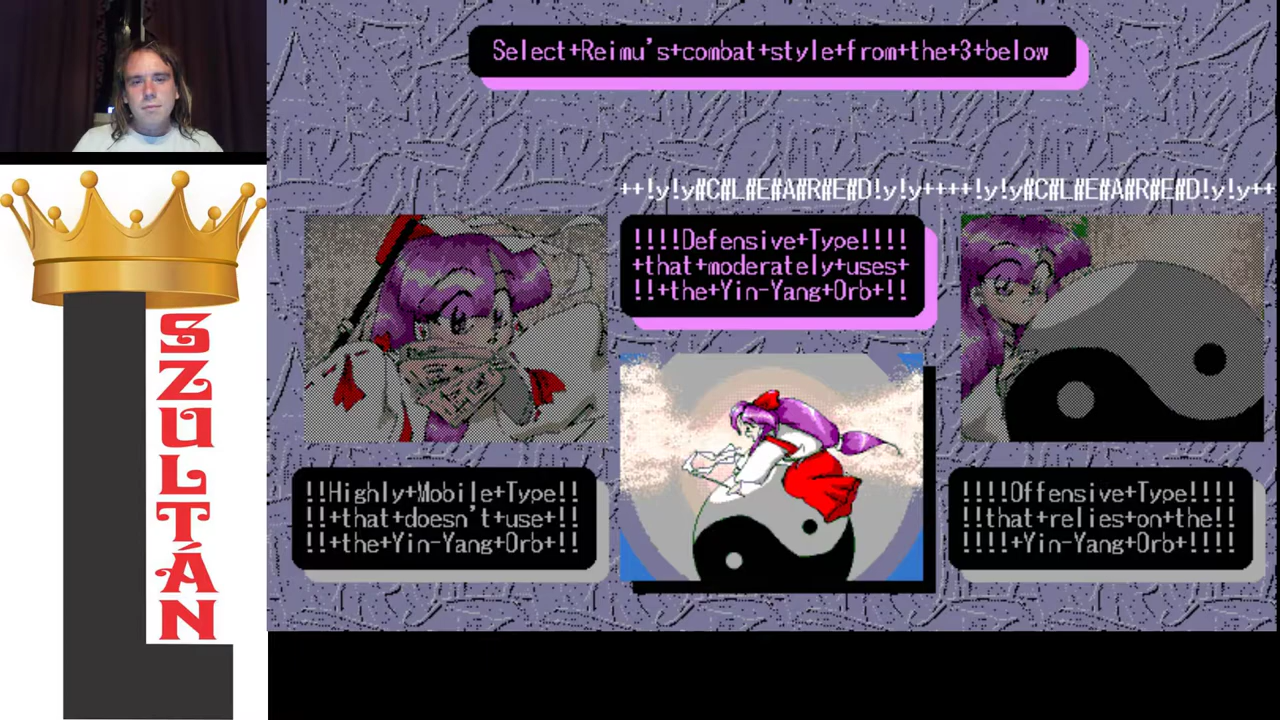 Select+Reimu's+combat+style+from+the+3+below
++!y!y#C#L#E#A#R#E#D!y!y++++!y!y#C#L#E#A#R#E#D!y!y++
!!!!Defensive+Type!!!!
+that+moderately+uses+
!!+the+Yin-Yang+Orb+!!
!!Highly+Mobile+Type!!
!!+that+doesn't+use+!!
!!+the+Yin-Yang+Orb+!!
!!!!Offensive+Type!!!!
!!that+relies+on+the!!
!!!!+Yin-Yang+Orb+!!!!
L
SZULTÁN